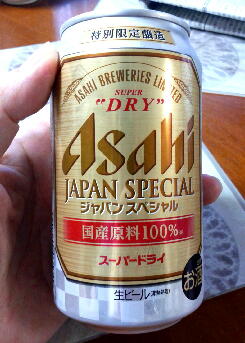 特別限定醸造
ASAHI BREWERIES LIMITED
SUPER
"DRY"
Asahi
JAPAN SPECIAL
ジャパンスペシャル
国産原料100%
スーパードライ
お酒
生ビール